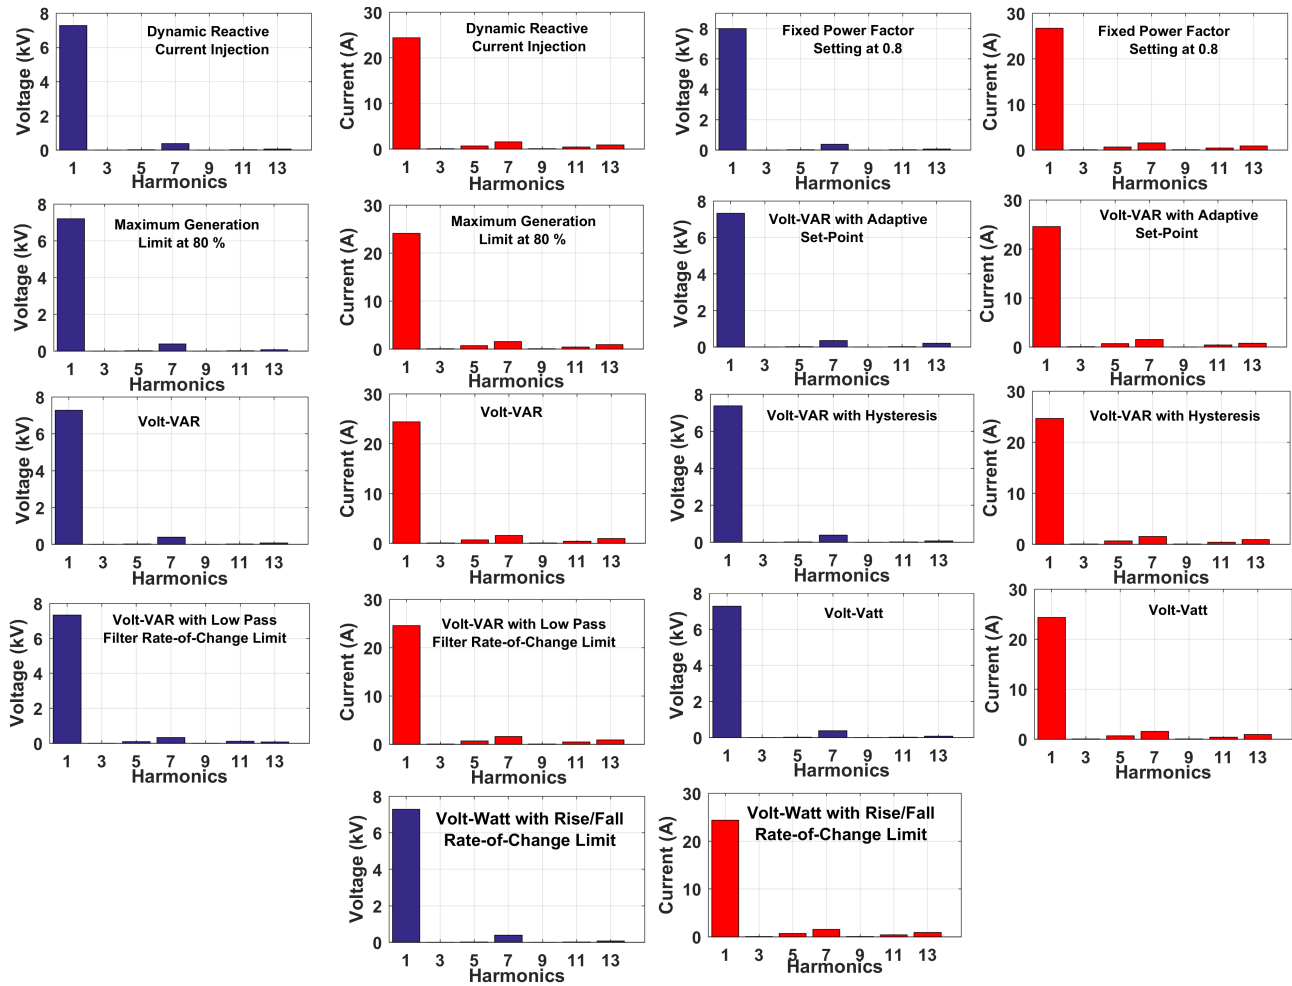 Dynamic Reactive
Current Injection
Voltage (kV)
8
6
4
2
0
1 3 5 7 9 11 13
Harmonics
Dynamic Reactive
Current Injection
Current (A)
30
20
10
0
1 3 5 7 9 11 13
Harmonics
Fixed Power Factor
Setting at 0.8
Voltage (kV)
8
6
4
2
0
1 3 5 7 9 11 13
Harmonics
Fixed Power Factor
Setting at 0.8
Current (A)
30
20
10
0
1 3 5 7 9 11 13
Harmonics
Maximum Generation
Limit at 80 %
Voltage (kV)
8
6
4
2
0
1 3 5 7 9 11 13
Harmonics
Maximum Generation
Limit at 80 %
Current (A)
30
20
10
0
1 3 5 7 9 11 13
Harmonics
Volt-VAR with Adaptive
Set-Point
Voltage (kV)
8
6
4
2
0
1 3 5 7 9 11 13
Harmonics
Volt-VAR with Adaptive
Set-Point
Current (A)
30
20
10
0
1 3 5 7 9 11 13
Harmonics
Volt-VAR
Voltage (kV)
8
6
4
2
0
1 3 5 7 9 11 13
Harmonics
Volt-VAR
Current (A)
30
20
10
0
1 3 5 7 9 11 13
Harmonics
Volt-VAR with Hysteresis
Voltage (kV)
8
6
4
2
0
1 3 5 7 9 11 13
Harmonics
Volt-VAR with Hysteresis
Current (A)
30
20
10
0
1 3 5 7 9 11 13
Harmonics
Volt-VAR with Low Pass
Filter Rate-of-Change Limit
Voltage (kV)
8
6
4
2
0
1 3 5 7 9 11 13
Harmonics
Volt-VAR with Low Pass
Filter Rate-of-Change Limit
Current (A)
30
20
10
0
1 3 5 7 9 11 13
Harmonics
Volt-Vatt
Voltage (kV)
8
6
4
2
0
1 3 5 7 9 11 13
Harmonics
Volt-Vatt
Current (A)
30
20
10
0
1 3 5 7 9 11 13
Harmonics
Volt-Watt with Rise/Fall
Rate-of-Change Limit
Voltage (kV)
8
6
4
2
0
1 3 5 7 9 11 13
Harmonics
Volt-Watt with Rise/Fall
Rate-of-Change Limit
Current (A)
30
20
10
0
1 3 5 7 9 11 13
Harmonics